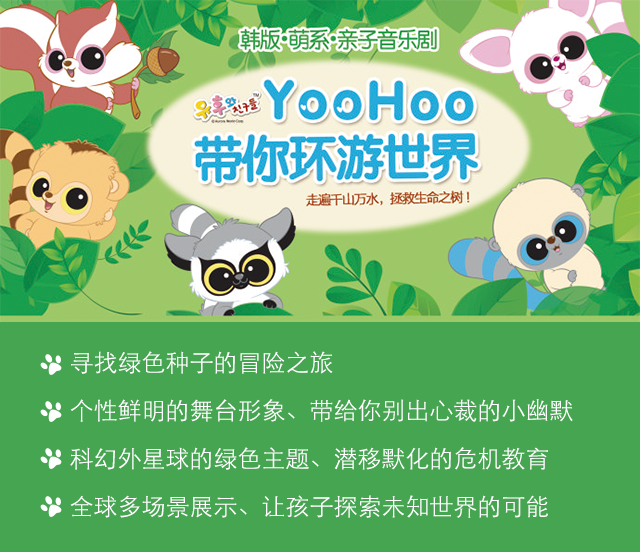 韩版·萌系·亲子音乐剧
YooHoo
带你环游世界
走遍千山万水，拯救生命之树！
寻找绿色种子的冒险之旅
个性鲜明的舞台形象、带给你别出心裁的小幽默
科幻外星球的绿色主题、潜移默化的危机教育
全球多场景展示、让孩子探索未知世界的可能